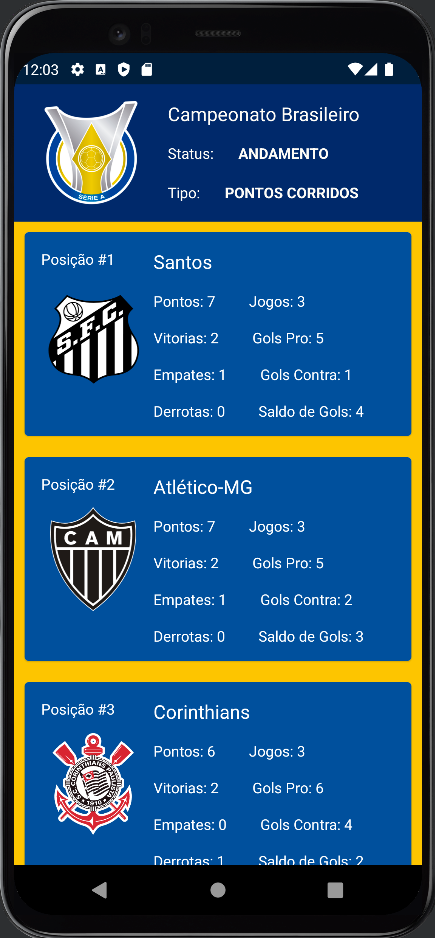 12:03
Campeonato Brasileiro
Status: ANDAMENTO
Tipo: PONTOS CORRIDOS
SÉRIE A
Posição #1 Santos
Pontos: 7 Jogos: 3
S.F.C.
Vitorias: 2 Gols Pro: 5
Empates: 1 Gols Contra: 1
Derrotas: 0 Saldo de Gols: 4
Posição #2 Atlético-MG
Pontos: 7 Jogos: 3
CAM
Vitorias: 2 Gols Pro: 5
Empates: 1 Gols Contra: 2
Derrotas: 0 Saldo de Gols: 3
Posição #3 Corinthians
Pontos: 6 Jogos: 3
Vitorias: 2 Gols Pro: 6
1910
Empates: 0 Gols Contra: 4
Derrotas: 1 Saldo de Gols: 2